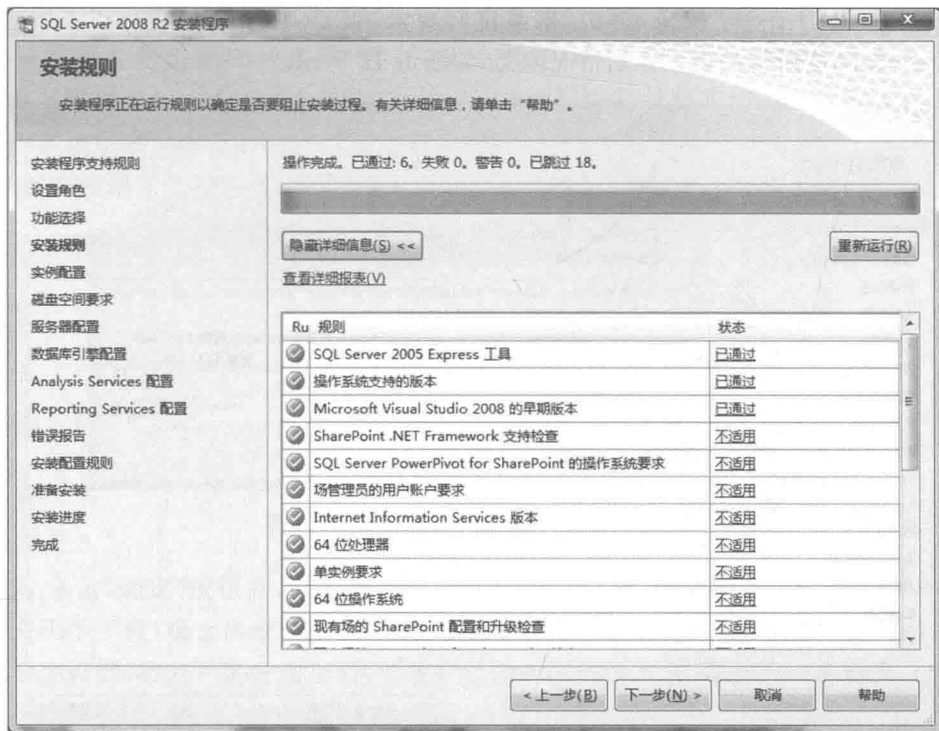 SQL Server 2008 R2 安装程序
安装规则
安装程序正在运行规则以确定是否要阻止安装过程。有关详细信息，请单击“帮助”。
安装程序支持规则
设置角色
功能选择
安装规则
实例配置
磁盘空间要求
服务器配置
数据库引擎配置
Analysis Services 配置
Reporting Services 配置
错误报告
安装配置规则
准备安装
安装进度
完成
操作完成。已通过: 6。失败 0。警告 0。已跳过 18。
隐藏详细信息(S) <<
重新运行(R)
查看详细报表(V)
Ru 规则 状态
SQL Server 2005 Express 工具 已通过
操作系统支持的版本 已通过
Microsoft Visual Studio 2008 的早期版本 已通过
SharePoint .NET Framework 支持检查 不适用
SQL Server PowerPivot for SharePoint 的操作系统要求 不适用
场管理员的用户账户要求 不适用
Internet Information Services 版本 不适用
64 位处理器 不适用
单实例要求 不适用
64 位操作系统 不适用
现有场的 SharePoint 配置和升级检查 不适用
< 上一步(B) 下一步(N) > 取消 帮助